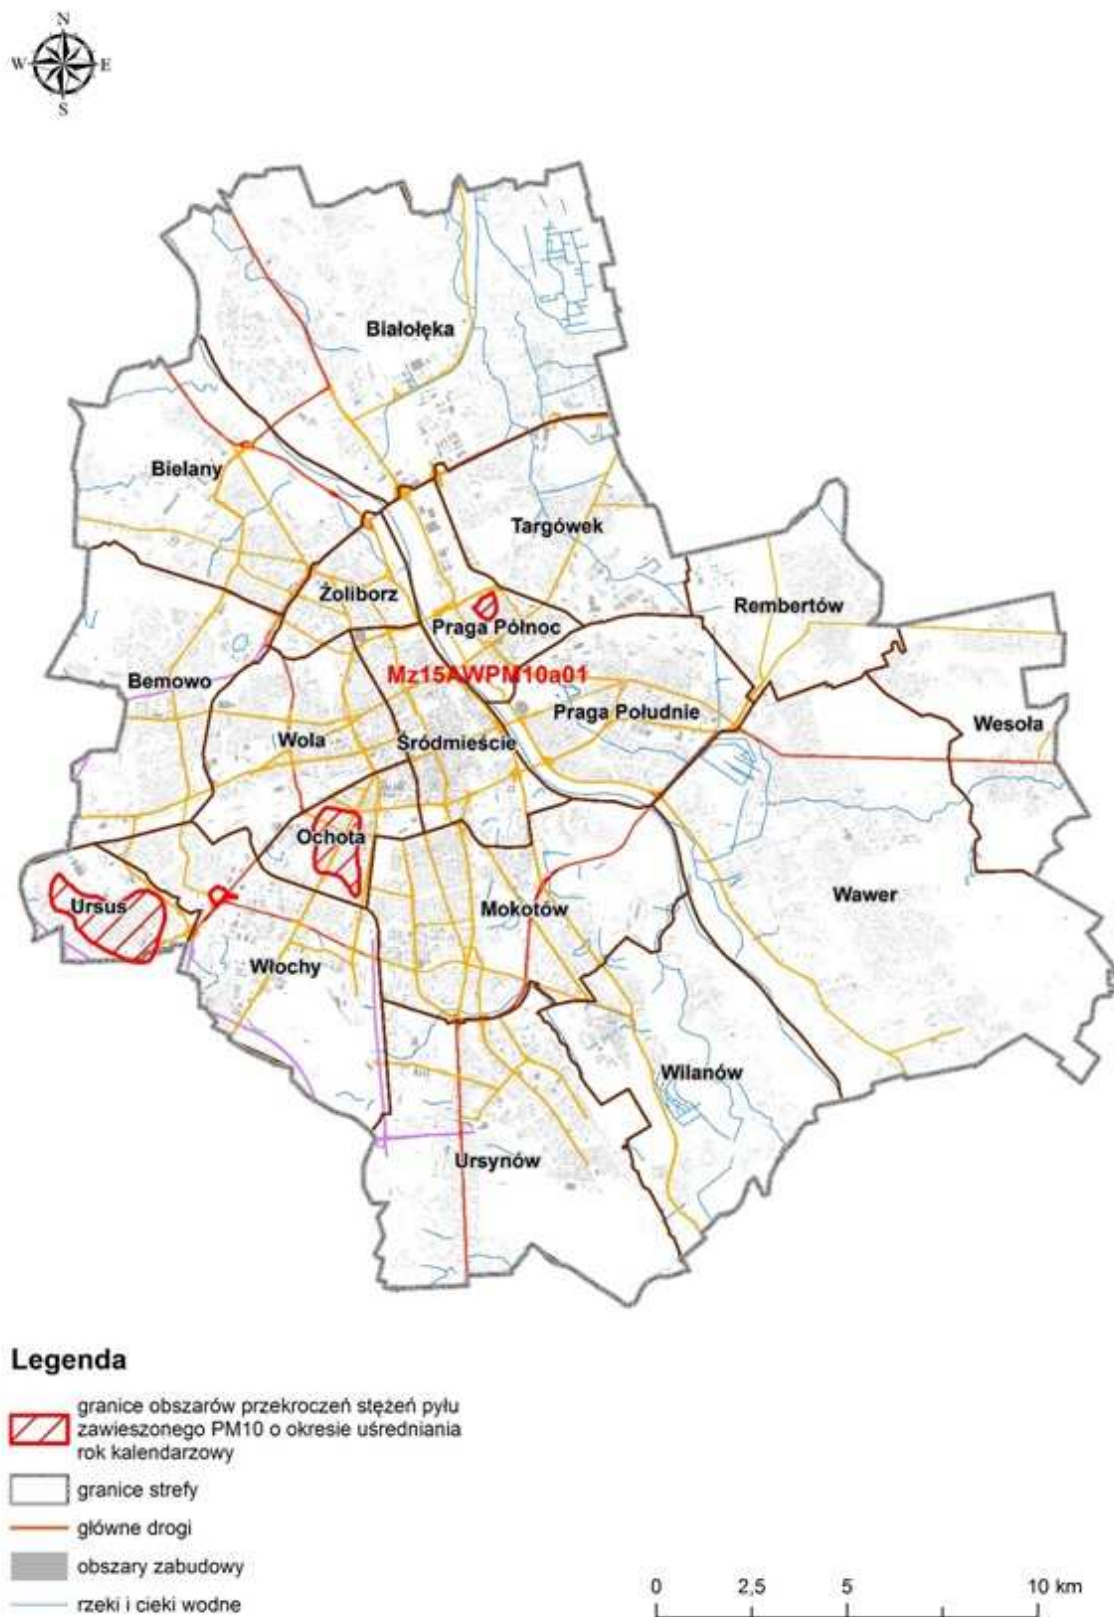 N
W E
S
Białołęka
Bielany
Targówek
Żoliborz
Rembertów
Praga Północ
Mz15AWPM10a01
Bemowo
Praga Południe
Wesoła
Wola
Śródmieście
Ochota
Wawer
Ursus
Mokotów
Włochy
Wilanów
Ursynów
Legenda
granice obszarów przekroczeń stężeń pyłu
zawieszonego PM10 o okresie uśredniania
rok kalendarzowy
granice strefy
główne drogi
obszary zabudowy
rzeki i cieki wodne
0 2,5 5 10 km